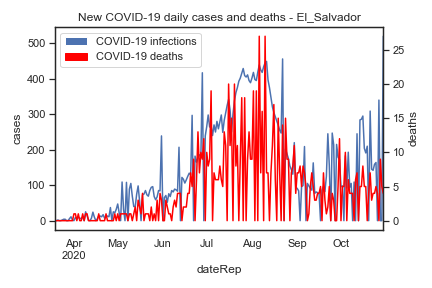 New COVID-19 daily cases and deaths - El_Salvador
COVID-19 infections
COVID-19 deaths
500
400
300
200
100
0
cases
25
20
15
10
5
0
deaths
Apr May Jun Jul Aug Sep Oct
2020
dateRep